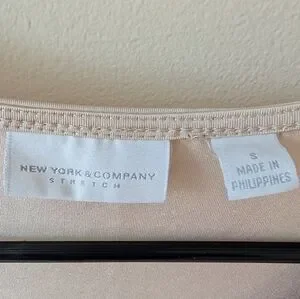 NEW YORK & COMPANY
STRETCH
S
MADE IN
PHILIPPINES